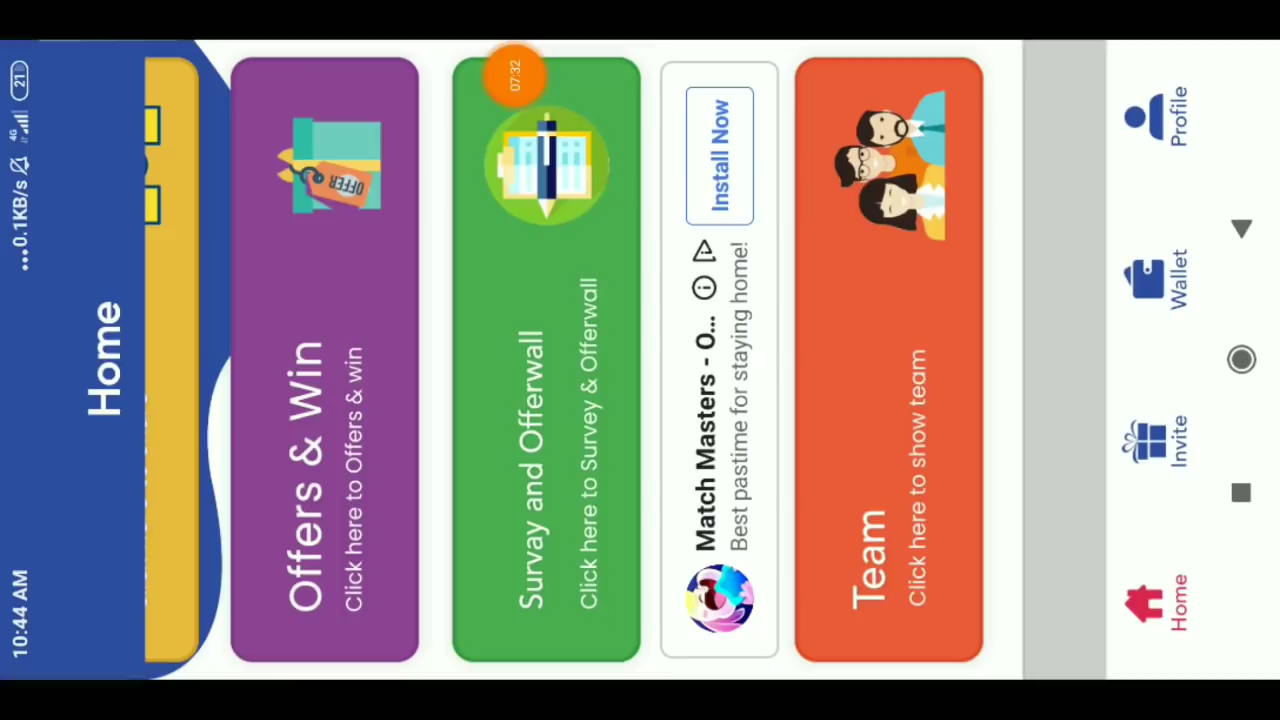 10:44 AM
...0.1KB/s
4G
21
Home
Offers & Win
Click here to Offers & win
OFFER
07:32
Survay and Offerwall
Click here to Survey & Offerwall
Match Masters - O...
Best pastime for staying home!
Install Now
Team
Click here to show team
Home
Invite
Wallet
Profile